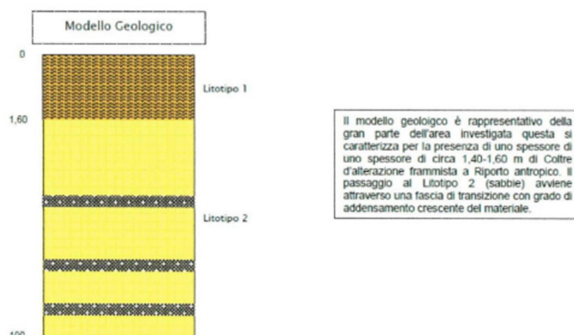 Modello Geologico
0
Litotipo 1
1,60
Litotipo 2
Il modello geoloigco è rappresentativo della
gran parte dell'area investigata questa si
caratterizza per la presenza di uno spessore di
uno spessore di circa 1,40-1,60 m di Coltre
d'alterazione frammista a Riporto antropico. Il
passaggio al Litotipo 2 (sabbie) avviene
attraverso una fascia di transizione con grado di
addensamento crescente del materiale.